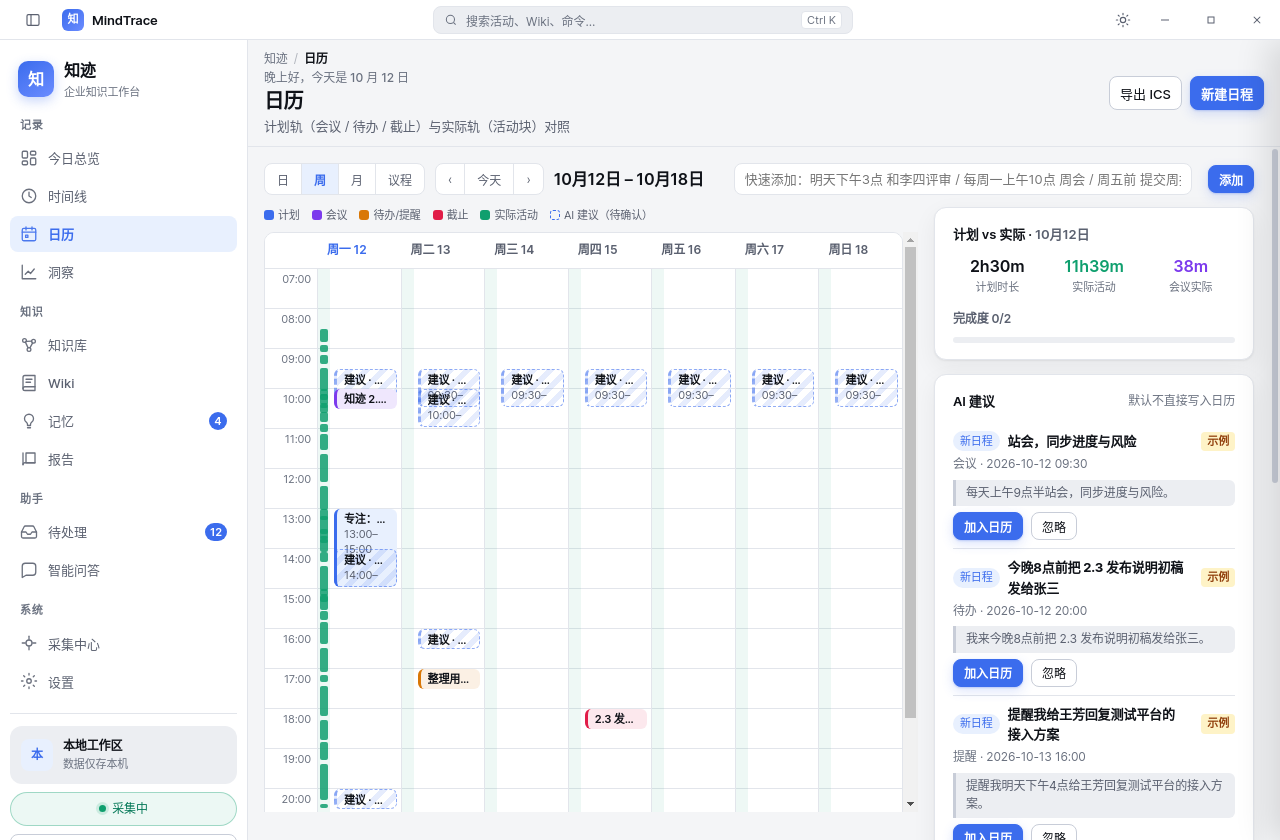 知 MindTrace
搜索活动、Wiki、命令... Ctrl K
知 知迹
企业知识工作台
记录
今日总览
时间线
日历
洞察
知识
知识库
Wiki
记忆 4
报告
助手
待处理 12
智能问答
系统
采集中心
设置
本 本地工作区
数据仅存本机
采集中
知迹 / 日历
晚上好，今天是 10 月 12 日
日历
计划轨（会议 / 待办 / 截止）与实际轨（活动块）对照
导出 ICS 新建日程
日 周 月 议程 ‹ 今天 › 10月12日 – 10月18日
快速添加：明天下午3点 和李四评审 / 每周一上午10点 周会 / 周五前 提交周:
添加
计划 会议 待办/提醒 截止 实际活动 AI 建议（待确认）
周一 12 周二 13 周三 14 周四 15 周五 16 周六 17 周日 18
07:00
08:00
09:00
建议 · ... 建议 · ... 建议 · ... 建议 · ... 建议 · ... 建议 · ... 建议 · ...
09:30– 09:30– 09:30– 09:30– 09:30– 09:30–
10:00 知迹 2.... 建议 · ...
10:00–
11:00
12:00
13:00 专注： ...
13:00–
15:00
14:00 建议 · ...
14:00–
15:00
16:00 建议 · ...
17:00 整理用...
18:00 2.3 发...
19:00
20:00 建议 · ...
计划 vs 实际 · 10月12日
2h30m 11h39m 38m
计划时长 实际活动 会议实际
完成度 0/2
AI 建议 默认不直接写入日历
新日程 站会，同步进度与风险 示例
会议 · 2026-10-12 09:30
每天上午9点半站会，同步进度与风险。
加入日历 忽略
新日程 今晚8点前把 2.3 发布说明初稿
发给张三 示例
待办 · 2026-10-12 20:00
我来今晚8点前把 2.3 发布说明初稿发给张三。
加入日历 忽略
新日程 提醒我给王芳回复测试平台的
接入方案 示例
提醒 · 2026-10-13 16:00
提醒我明天下午4点给王芳回复测试平台的接入方
案。
加入日历 忽略